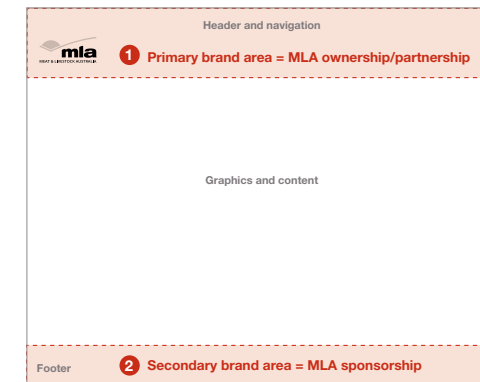 Header and navigation
mla
MEAT & LIVESTOCK AUSTRALIA
1 Primary brand area = MLA ownership/partnership
Graphics and content
Footer
2 Secondary brand area = MLA sponsorship